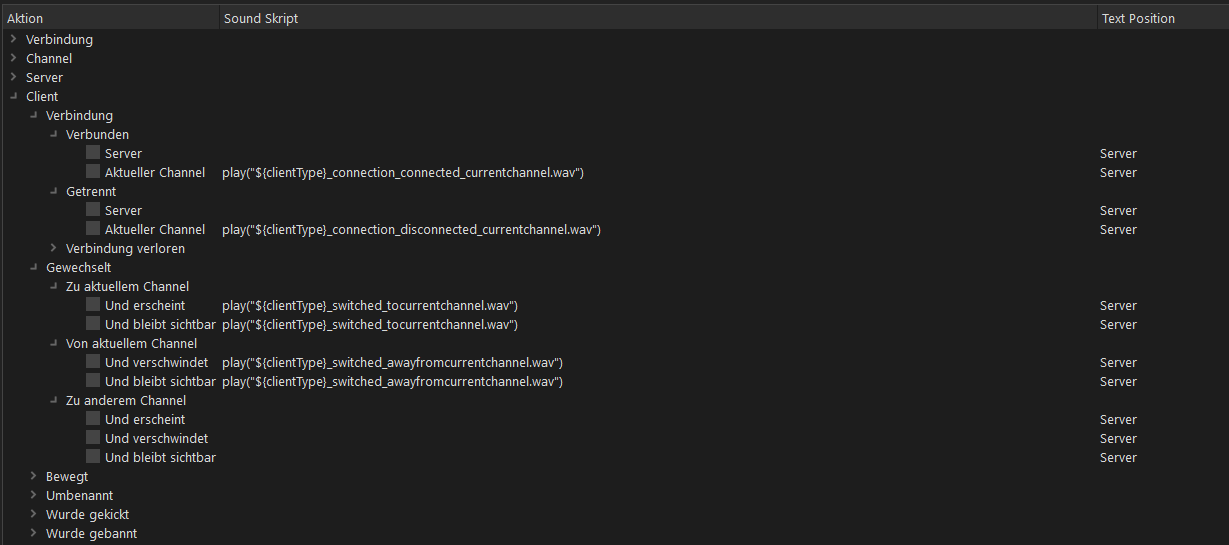 Aktion Sound Skript Text Position
Verbindung
Channel
Server
Client
Verbindung
Verbunden
Server Server
Aktueller Channel play("${clientType}_connection_connected_currentchannel.wav") Server
Getrennt
Server Server
Aktueller Channel play("${clientType}_connection_disconnected_currentchannel.wav") Server
Verbindung verloren
Gewechselt
Zu aktuellem Channel
Und erscheint play("${clientType}_switched_tocurrentchannel.wav") Server
Und bleibt sichtbar play("${clientType}_switched_tocurrentchannel.wav") Server
Von aktuellem Channel
Und verschwindet play("${clientType}_switched_awayfromcurrentchannel.wav") Server
Und bleibt sichtbar play("${clientType}_switched_awayfromcurrentchannel.wav") Server
Zu anderem Channel
Und erscheint Server
Und verschwindet Server
Und bleibt sichtbar Server
Bewegt
Umbenannt
Wurde gekickt
Wurde gebannt